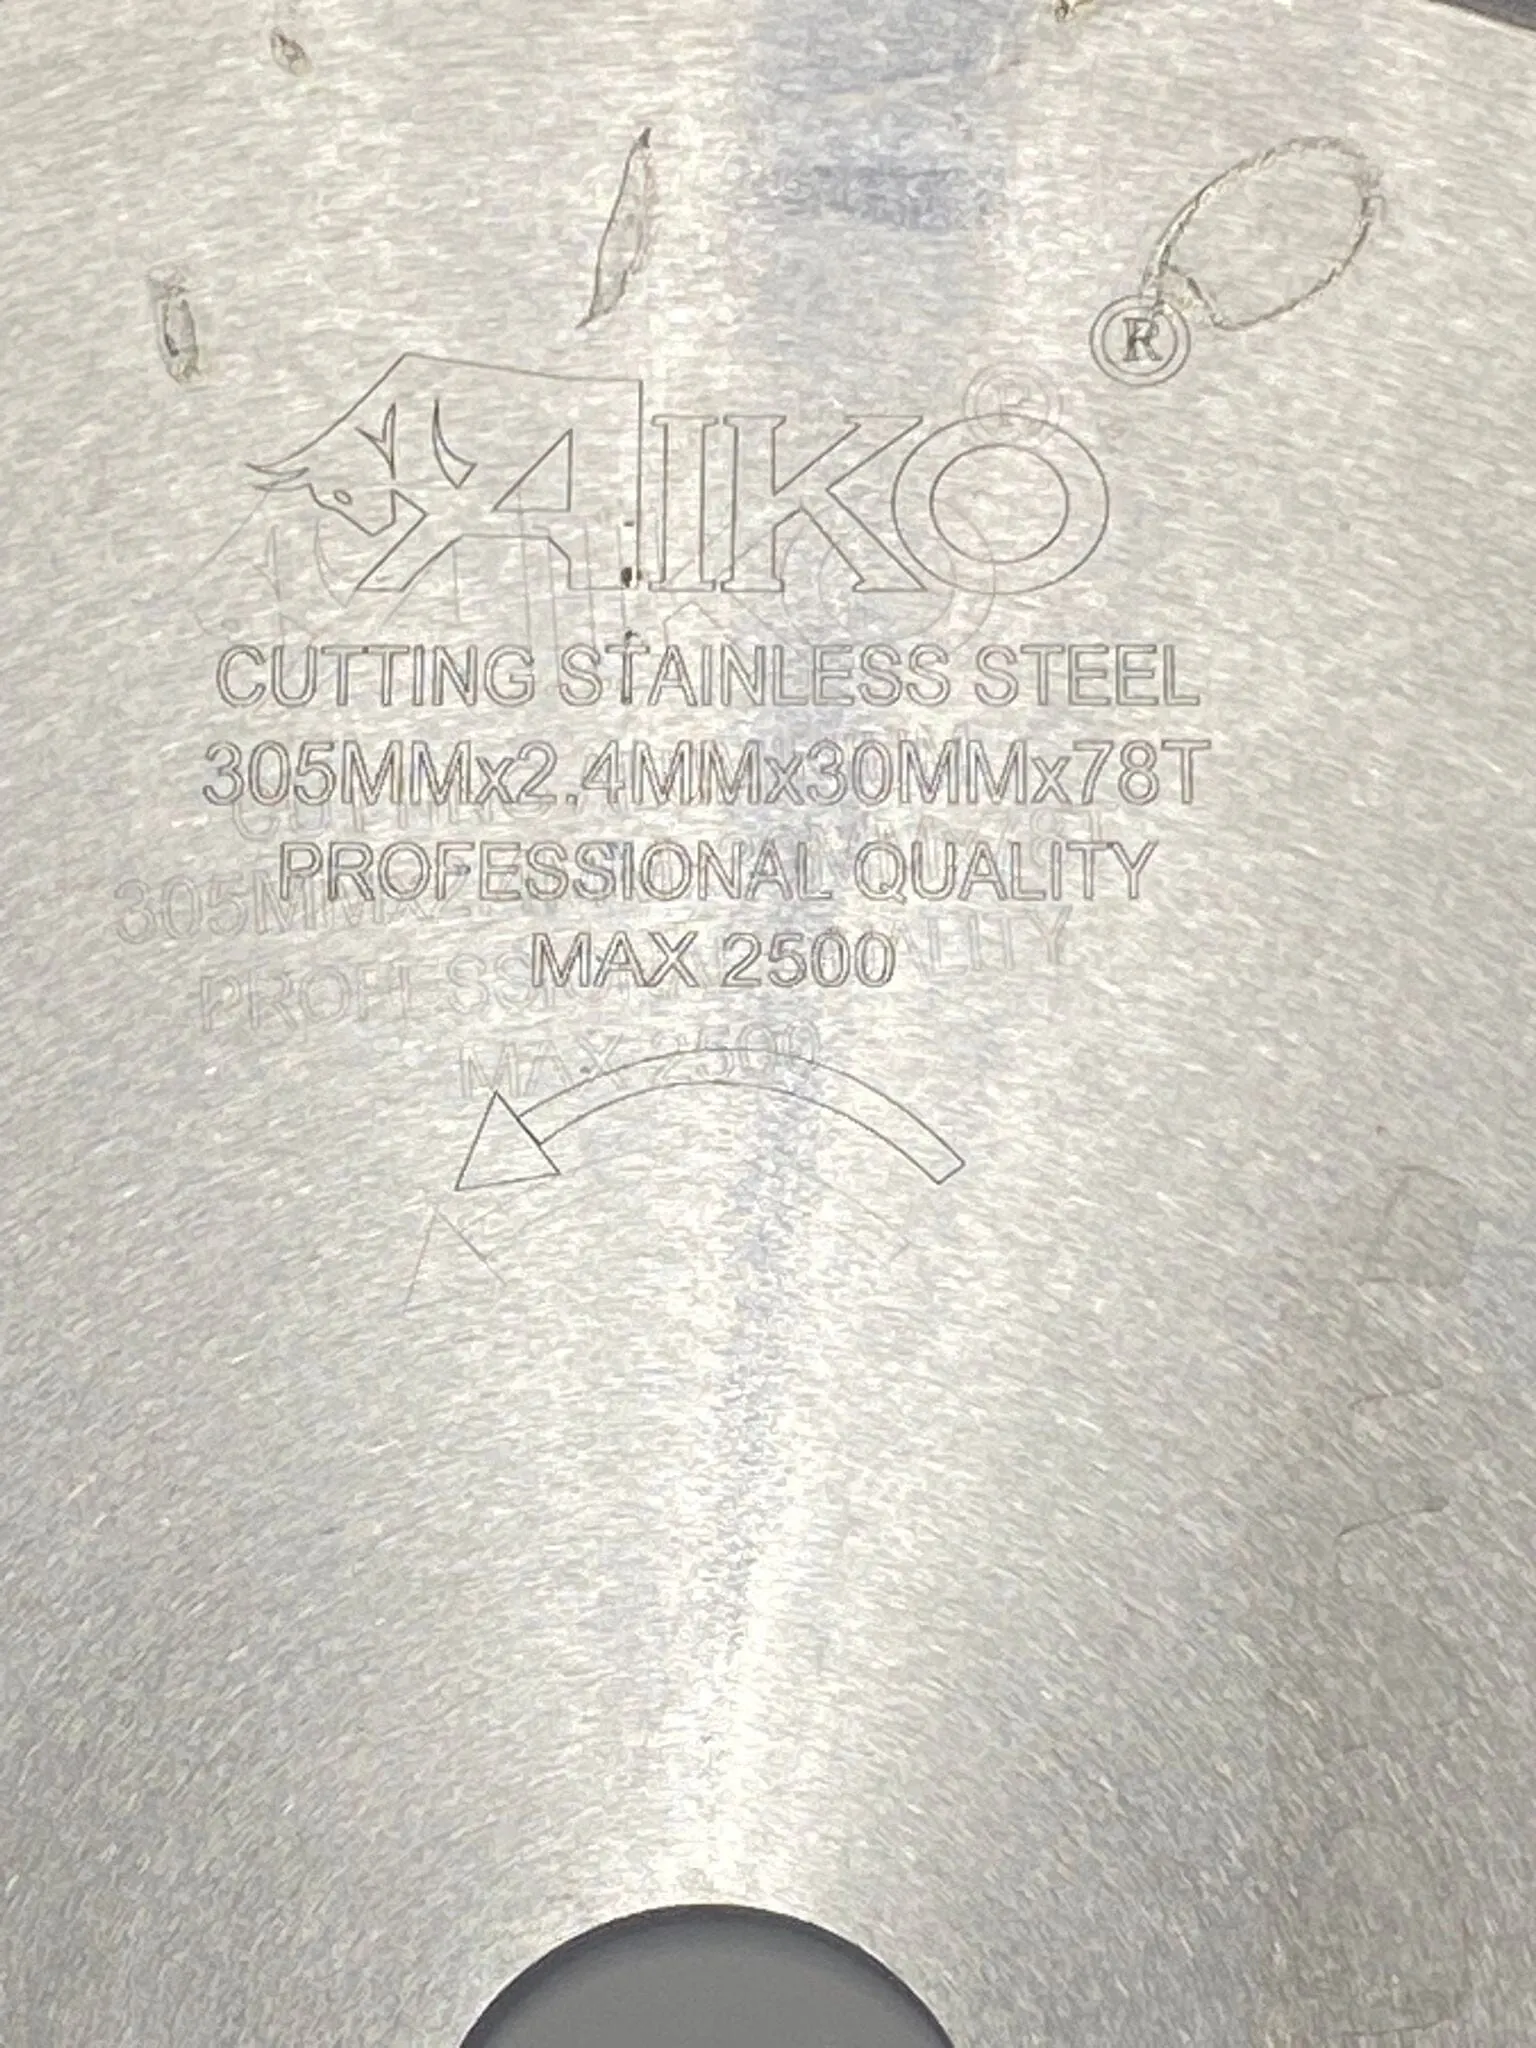 AIKO®
CUTTING STAINLESS STEEL
305MMx2.4MMx30MMx78T
PROFESSIONAL QUALITY
MAX 2500